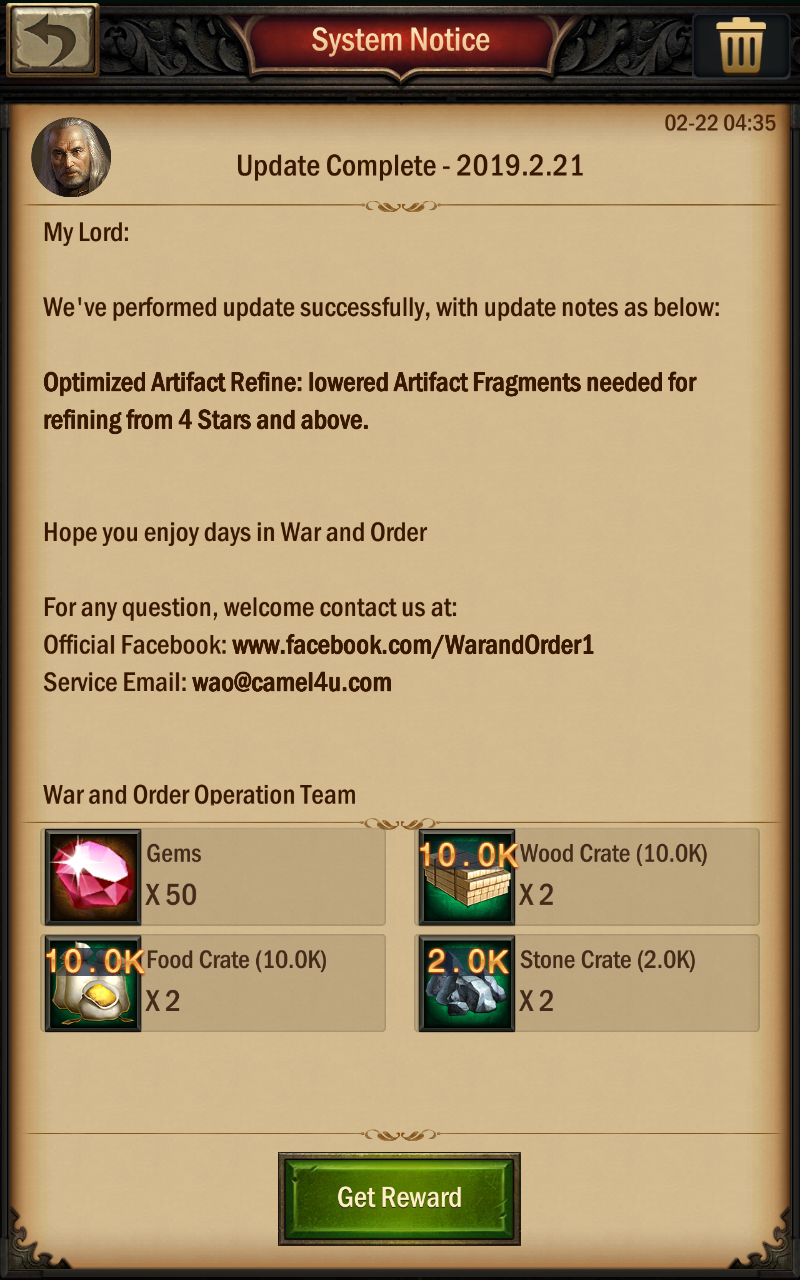 System Notice
02-22 04:35
Update Complete - 2019.2.21
My Lord:
We've performed update successfully, with update notes as below:
Optimized Artifact Refine: lowered Artifact Fragments needed for
refining from 4 Stars and above.
Hope you enjoy days in War and Order
For any question, welcome contact us at:
Official Facebook: www.facebook.com/WarandOrder1
Service Email: wao@camel4u.com
War and Order Operation Team
Gems
X 50
10.0K
Wood Crate (10.0K)
X 2
10.0K
Food Crate (10.0K)
X 2
2.0K
Stone Crate (2.0K)
X 2
Get Reward